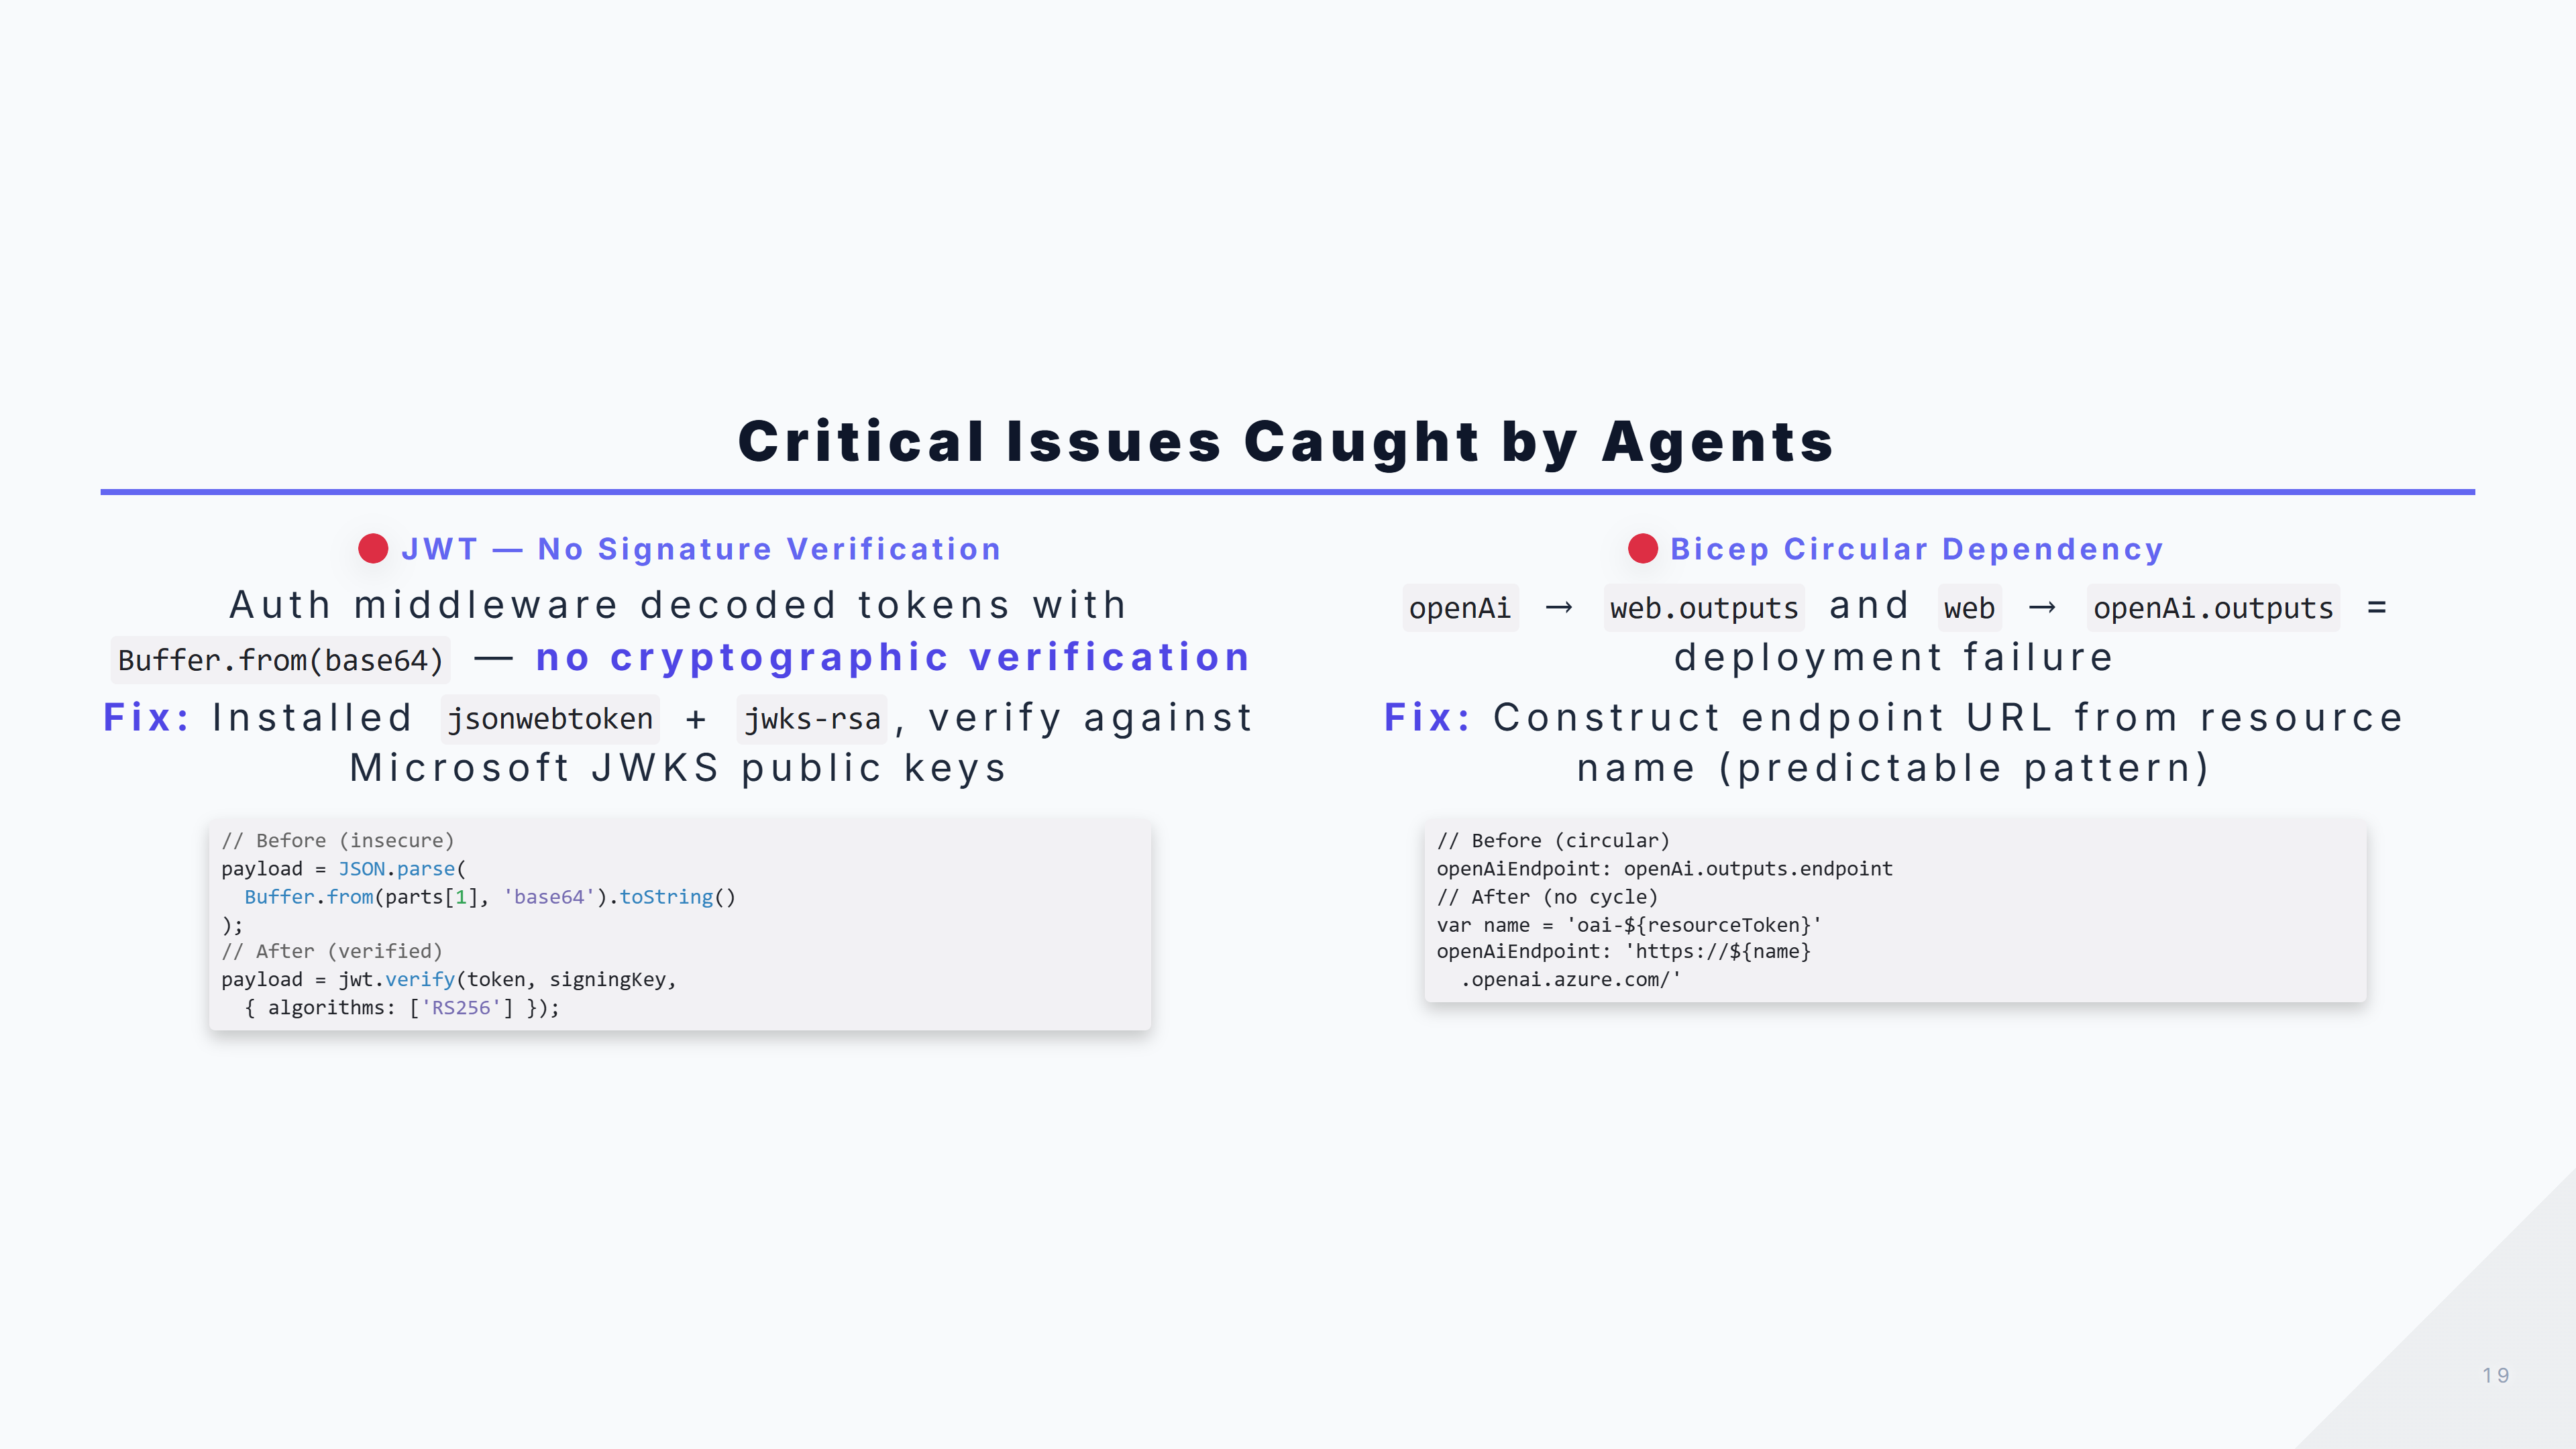 Critical Issues Caught by Agents
🔴 JWT — No Signature Verification
Auth middleware decoded tokens with
Buffer.from(base64) — no cryptographic verification
Fix: Installed jsonwebtoken + jwks-rsa, verify against
Microsoft JWKS public keys
// Before (insecure)
payload = JSON.parse(
  Buffer.from(parts[1], 'base64').toString()
);
// After (verified)
payload = jwt.verify(token, signingKey,
  { algorithms: ['RS256'] });
🔴 Bicep Circular Dependency
openAi → web.outputs and web → openAi.outputs =
deployment failure
Fix: Construct endpoint URL from resource
name (predictable pattern)
// Before (circular)
openAiEndpoint: openAi.outputs.endpoint
// After (no cycle)
var name = 'oai-${resourceToken}'
openAiEndpoint: 'https://${name}
  .openai.azure.com/'
19